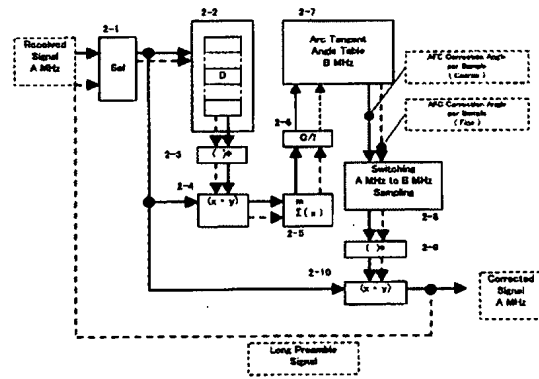 2-1
2-2
2-7
Received
Signal
A MHz
Sel
D
Arc Tangent
Angle Table
B MHz
AFC Correction Angle
per Sample
(Coarse)
AFC Correction Angle
per Sample
(Fine)
2-6
2-3
( )*
2-4
(x・y)
m
Σ(x)
2-5
Switching
A MHz to B MHz
Sampling
2-8
( )*
2-9
2-10
(x・y)
Corrected
Signal
A MHz
Long Preamble
Signal